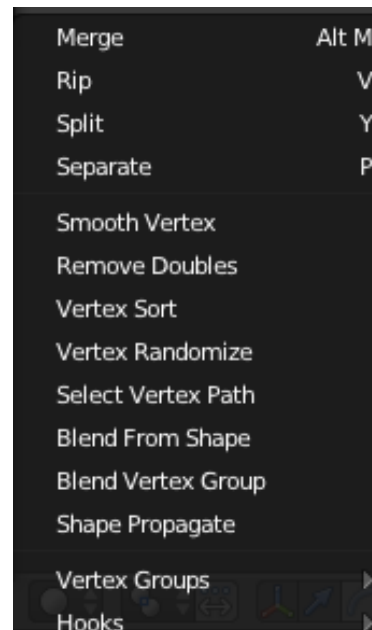 Merge Alt M
Rip V
Split Y
Separate P
Smooth Vertex
Remove Doubles
Vertex Sort
Vertex Randomize
Select Vertex Path
Blend From Shape
Blend Vertex Group
Shape Propagate
Vertex Groups
Hooks